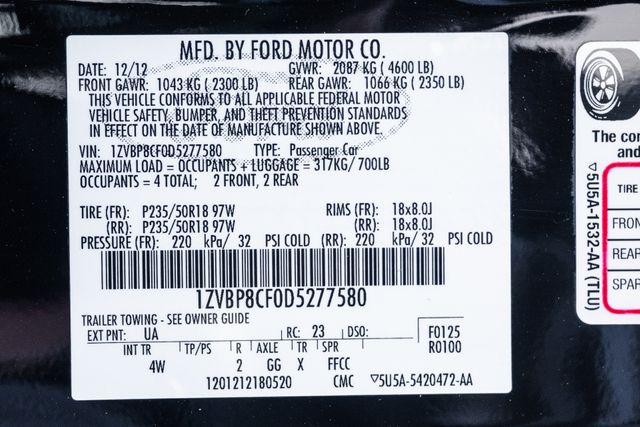 MFD. BY FORD MOTOR CO.
DATE: 12/12 GVWR: 2087 KG ( 4600 LB)
FRONT GAWR: 1043 KG ( 2300 LB) REAR GAWR: 1066 KG ( 2350 LB)
THIS VEHICLE CONFORMS TO ALL APPLICABLE FEDERAL MOTOR
VEHICLE SAFETY, BUMPER, AND THEFT PREVENTION STANDARDS
IN EFFECT ON THE DATE OF MANUFACTURE SHOWN ABOVE.
VIN: 1ZVBP8CF0D5277580 TYPE: Passenger Car
MAXIMUM LOAD = OCCUPANTS + LUGGAGE = 317KG/ 700LB
OCCUPANTS = 4 TOTAL; 2 FRONT, 2 REAR
TIRE (FR): P235/50R18 97W RIMS (FR): 18x8.0J
(RR): P235/50R18 97W (RR): 18x8.0J
PRESSURE (FR): 220 kPa/ 32 PSI COLD (RR): 220 kPa/ 32 PSI COLD
1ZVBP8CF0D5277580
TRAILER TOWING - SEE OWNER GUIDE
EXT PNT: UA RC: 23 DSO: F0125
R0100
INT TR TP/PS R AXLE TR SPR
4W 2 GG X FFCC
1201212180520 CMC ▽5U5A-5420472-AA
The con
and
▽5U5A-1532-AA (TLU)
TIRE
FRON
REAR
SPAR